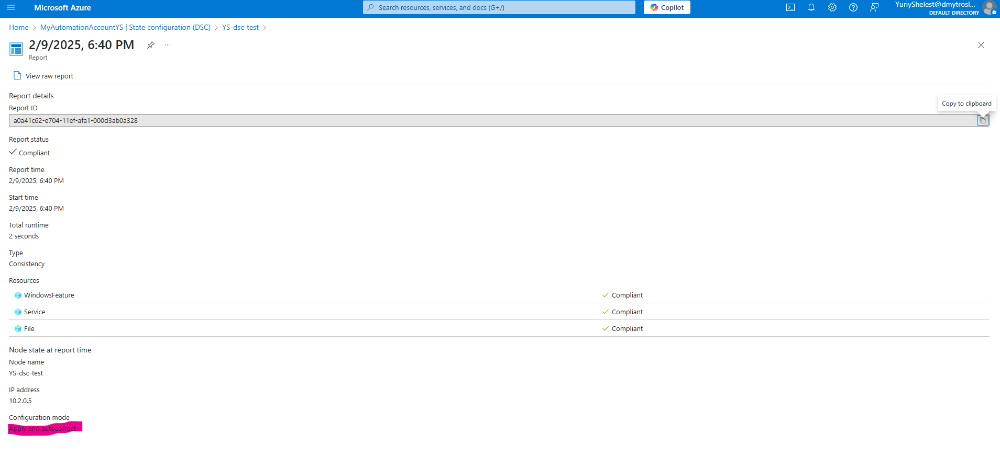 Microsoft Azure
Search resources, services, and docs (G+/)
Copilot
YuriyShelest@dmytrosl...
DEFAULT DIRECTORY
Home > MyAutomationAccountYS | State configuration (DSC) > YS-dsc-test >
2/9/2025, 6:40 PM
...
Report
View raw report
Report details
Report ID
Copy to clipboard
a0a41c62-e704-11ef-afa1-000d3ab0a328
Report status
Compliant
Report time
2/9/2025, 6:40 PM
Start time
2/9/2025, 6:40 PM
Total runtime
2 seconds
Type
Consistency
Resources
WindowsFeature Compliant
Service Compliant
File Compliant
Node state at report time
Node name
YS-dsc-test
IP address
10.2.0.5
Configuration mode
Apply and autocorrect